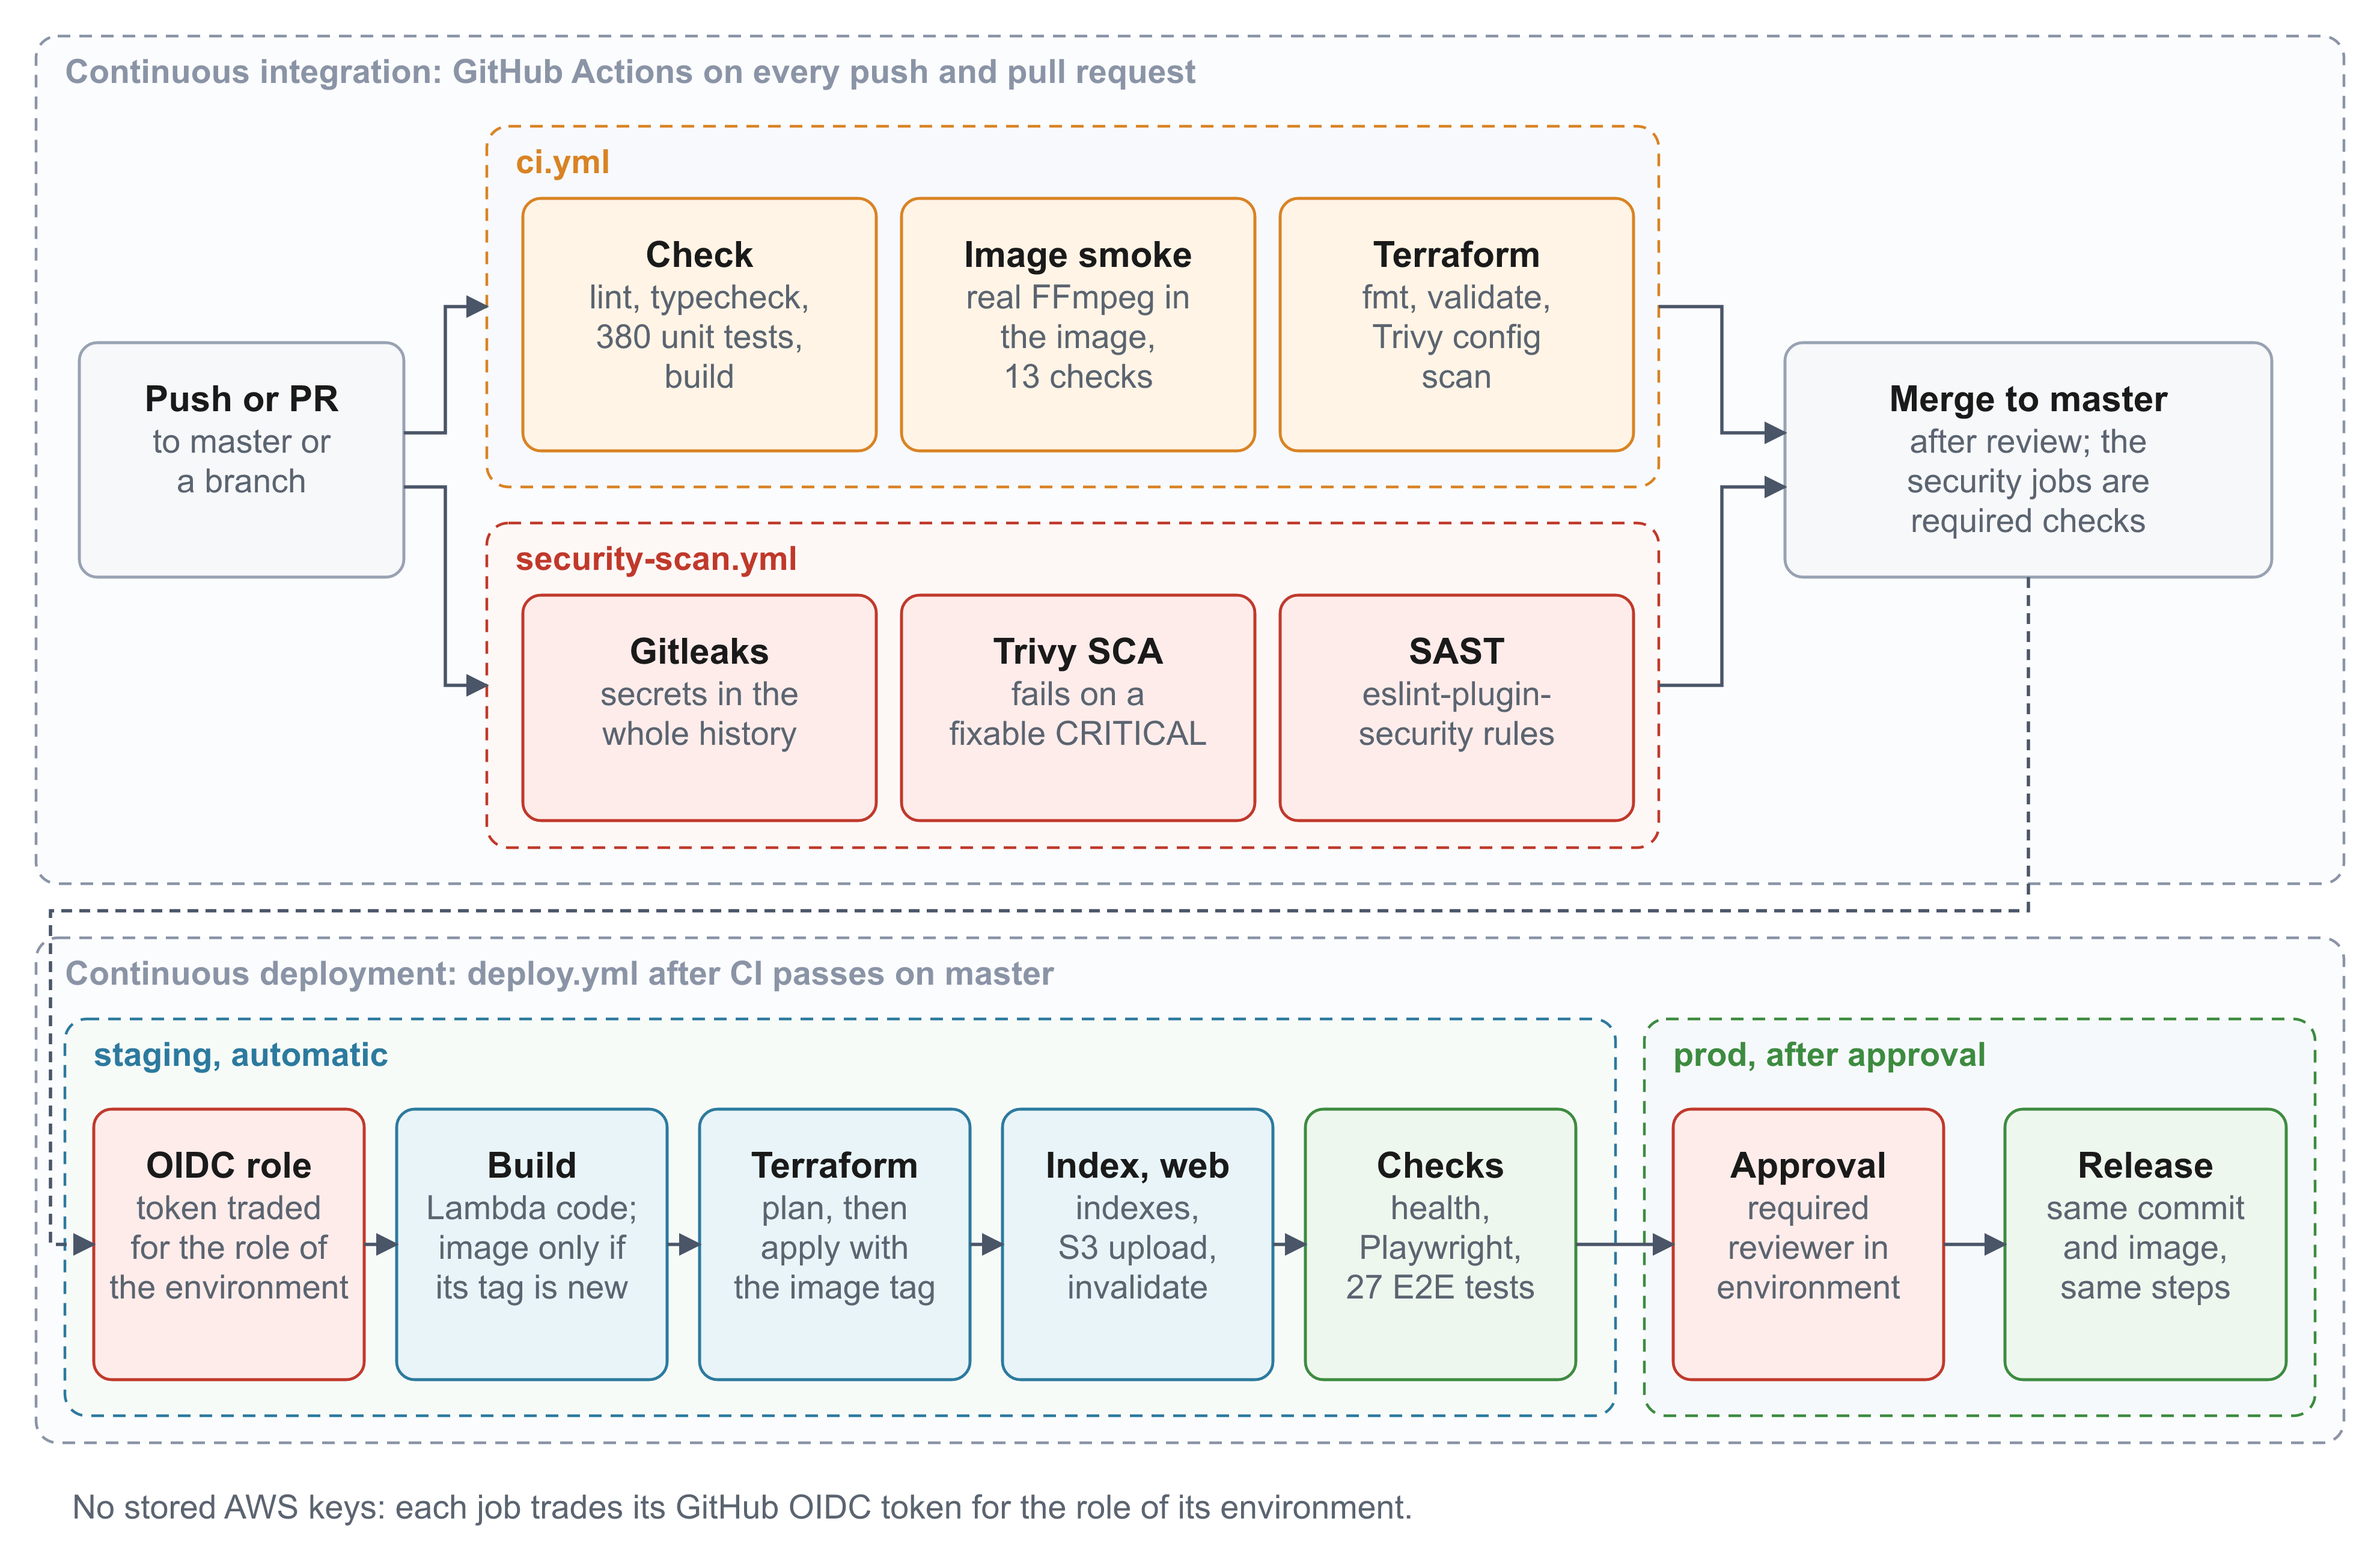 Continuous integration: GitHub Actions on every push and pull request
ci.yml
Check
lint, typecheck,
380 unit tests,
build
Image smoke
real FFmpeg in
the image,
13 checks
Terraform
fmt, validate,
Trivy config
scan
Push or PR
to master or
a branch
Merge to master
after review; the
security jobs are
required checks
security-scan.yml
Gitleaks
secrets in the
whole history
Trivy SCA
fails on a
fixable CRITICAL
SAST
eslint-plugin-
security rules
Continuous deployment: deploy.yml after CI passes on master
staging, automatic
OIDC role
token traded
for the role of
the environment
Build
Lambda code;
image only if
its tag is new
Terraform
plan, then
apply with
the image tag
Index, web
indexes,
S3 upload,
invalidate
Checks
health,
Playwright,
27 E2E tests
prod, after approval
Approval
required
reviewer in
environment
Release
same commit
and image,
same steps
No stored AWS keys: each job trades its GitHub OIDC token for the role of its environment.